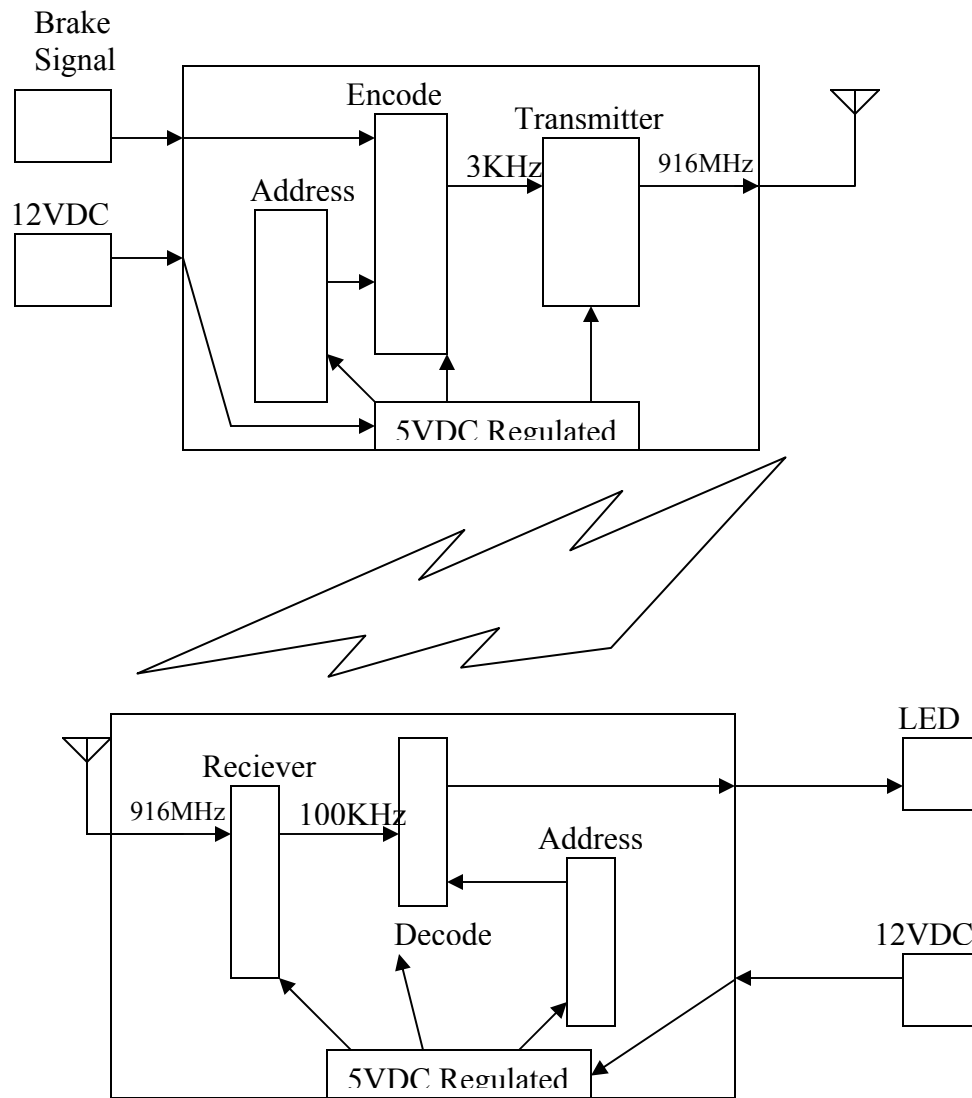 Brake
Signal
Encode
Transmitter
3KHz
916MHz
Address
12VDC
5VDC Regulated
LED
Reciever
916MHz
100KHz
Address
Decode
12VDC
5VDC Regulated